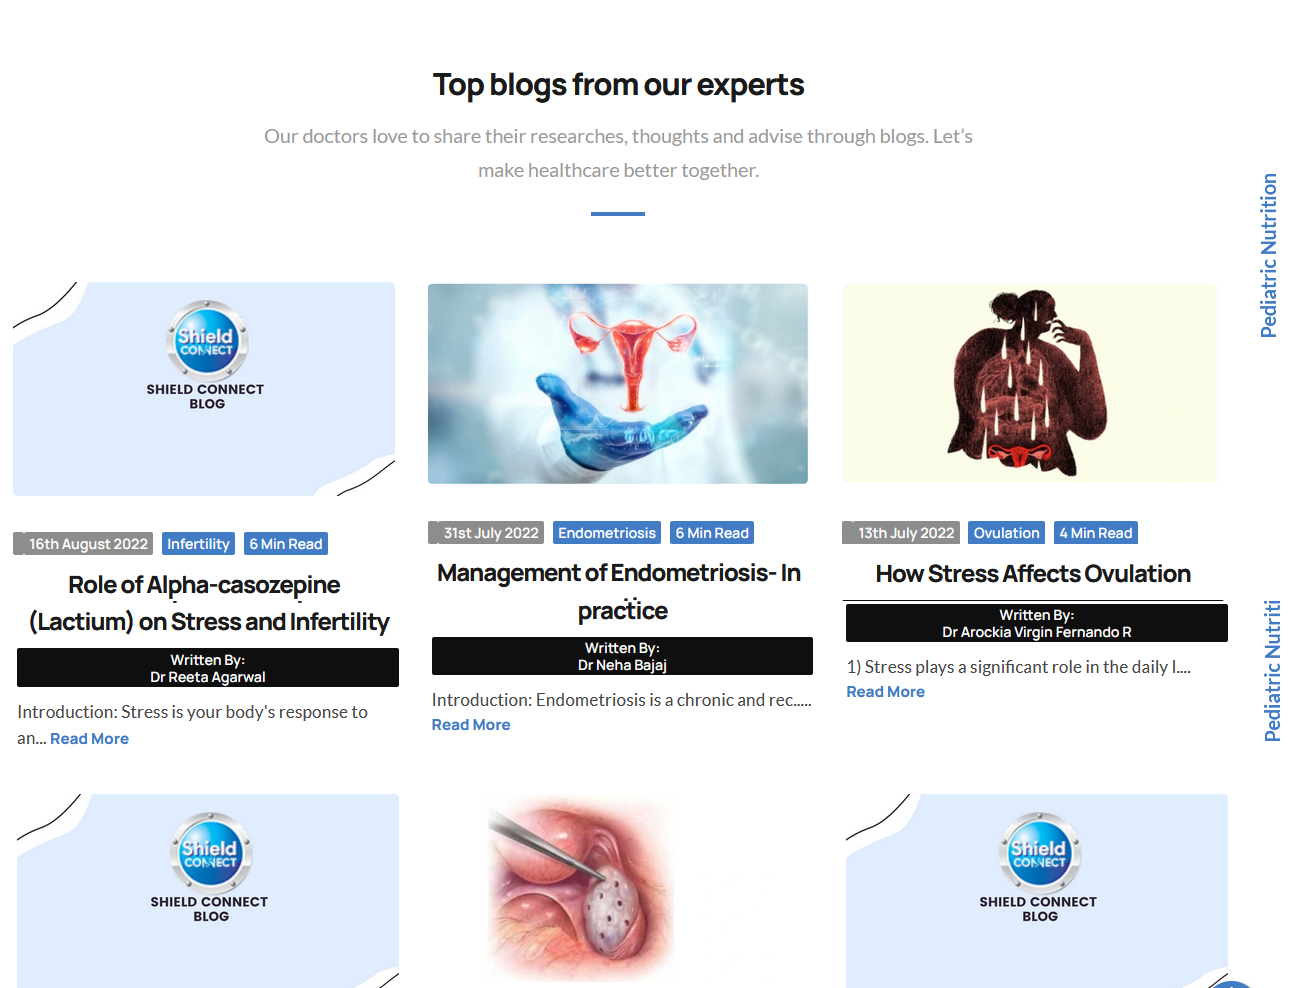 Top blogs from our experts
Our doctors love to share their researches, thoughts and advise through blogs. Let’s
make healthcare better together.
Pediatric Nutrition
Shield
CONNECT
SHIELD CONNECT
BLOG
16th August 2022 Infertility 6 Min Read
Role of Alpha-casozepine
(Lactium) on Stress and Infertility
Written By:
Dr Reeta Agarwal
Introduction: Stress is your body's response to
an... Read More
31st July 2022 Endometriosis 6 Min Read
Management of Endometriosis- In
practice
Written By:
Dr Neha Bajaj
Introduction: Endometriosis is a chronic and rec.....
Read More
13th July 2022 Ovulation 4 Min Read
How Stress Affects Ovulation
Written By:
Dr Arockia Virgin Fernando R
1) Stress plays a significant role in the daily l....
Read More
Pediatric Nutriti
Shield
CONNECT
SHIELD CONNECT
BLOG
Shield
CONNECT
SHIELD CONNECT
BLOG